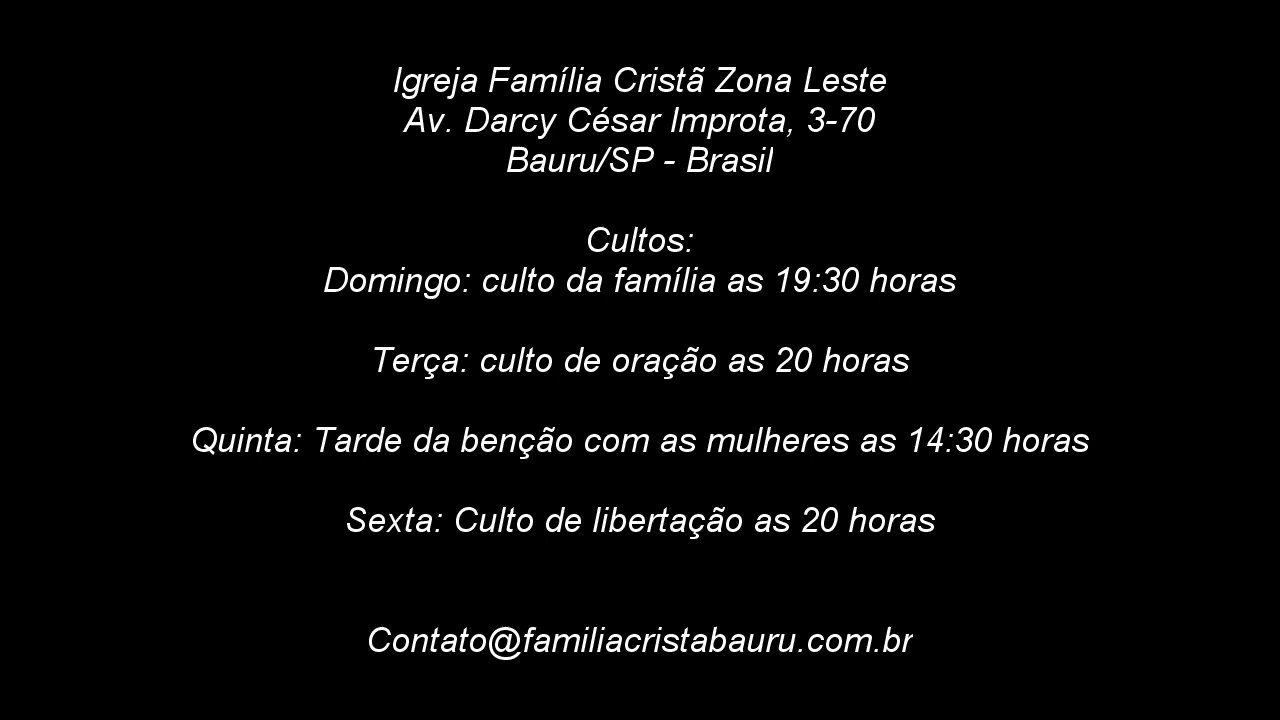 Igreja Família Cristã Zona Leste
Av. Darcy César Improta, 3-70
Bauru/SP - Brasil
Cultos:
Domingo: culto da família as 19:30 horas
Terça: culto de oração as 20 horas
Quinta: Tarde da benção com as mulheres as 14:30 horas
Sexta: Culto de libertação as 20 horas
Contato@familiacristabauru.com.br